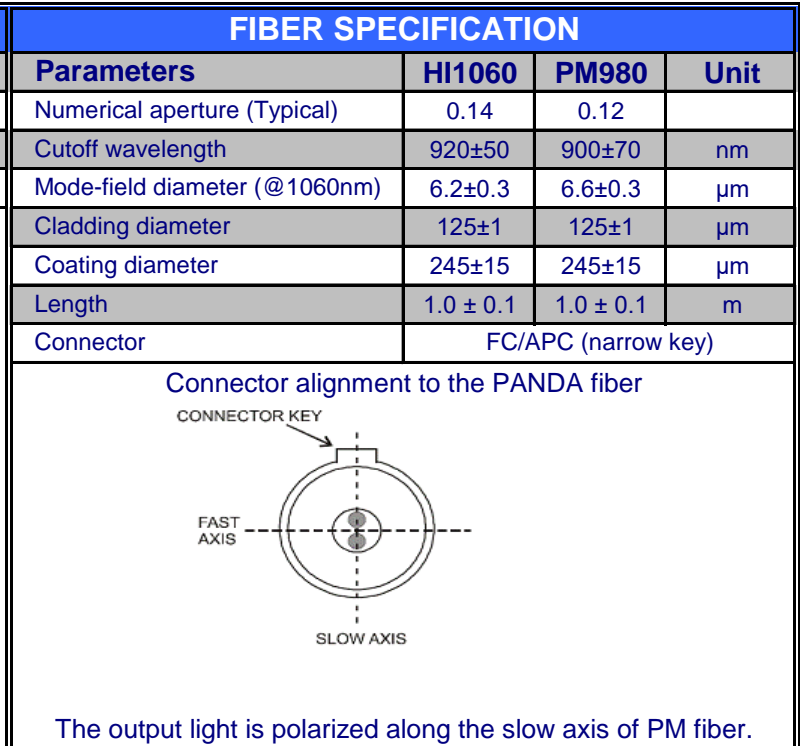 FIBER SPECIFICATION
Parameters HI1060 PM980 Unit
Numerical aperture (Typical) 0.14 0.12
Cutoff wavelength 920±50 900±70 nm
Mode-field diameter (@1060nm) 6.2±0.3 6.6±0.3 µm
Cladding diameter 125±1 125±1 µm
Coating diameter 245±15 245±15 µm
Length 1.0 ± 0.1 1.0 ± 0.1 m
Connector FC/APC (narrow key)
Connector alignment to the PANDA fiber
CONNECTOR KEY
FAST
AXIS
SLOW AXIS
The output light is polarized along the slow axis of PM fiber.